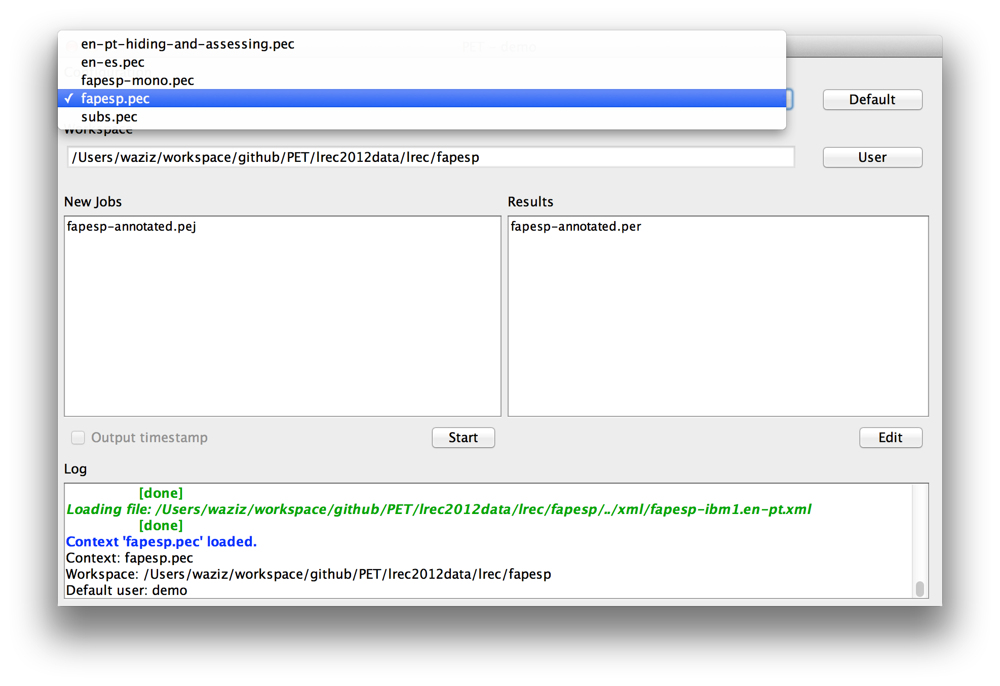 PET - demo
en-pt-hiding-and-assessing.pec
Configuration
en-es.pec
fapesp-mono.pec
✓ fapesp.pec
Default
subs.pec
Workspace
/Users/waziz/workspace/github/PET/lrec2012data/lrec/fapesp
User
New Jobs
Results
fapesp-annotated.pej
fapesp-annotated.per
Output timestamp
Start
Edit
Log
[done]
Loading file: /Users/waziz/workspace/github/PET/lrec2012data/lrec/fapesp/../xml/fapesp-ibm1.en-pt.xml
[done]
Context 'fapesp.pec' loaded.
Context: fapesp.pec
Workspace: /Users/waziz/workspace/github/PET/lrec2012data/lrec/fapesp
Default user: demo